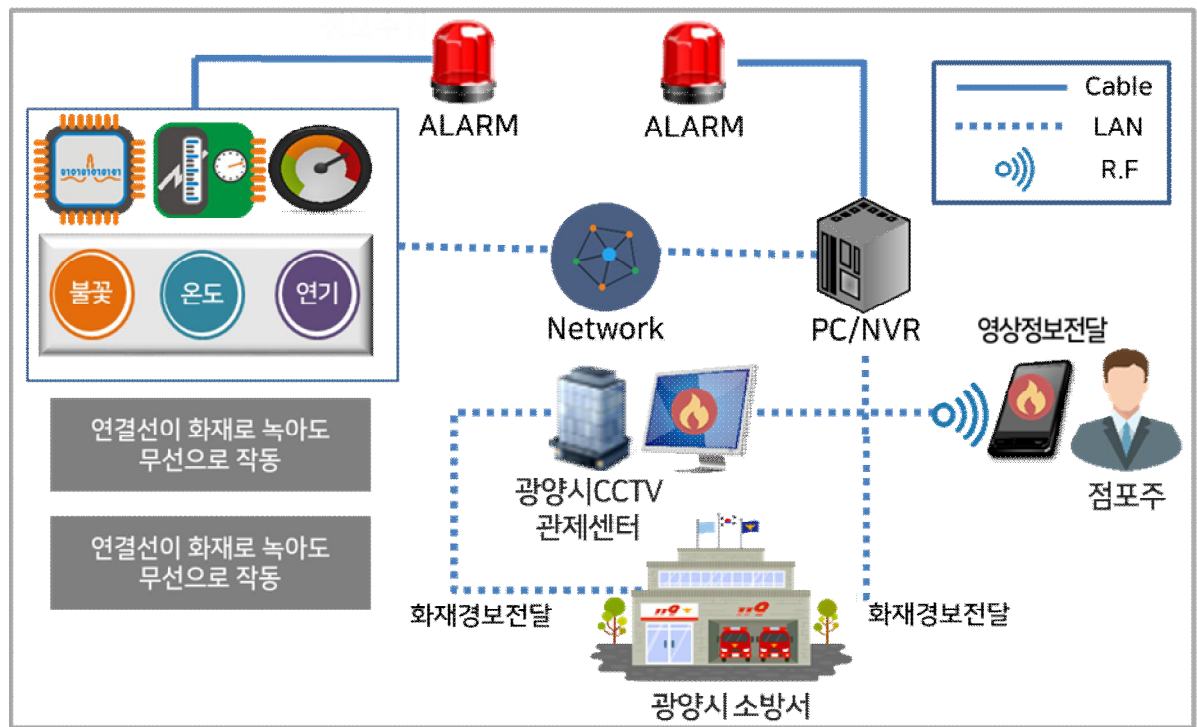 ALARM
ALARM
Cable
LAN
R.F
010101010101
불꽃
온도
연기
Network
PC/NVR
영상정보전달
연결선이 화재로 녹아도
무선으로 작동
광양시CCTV
관제센터
점포주
연결선이 화재로 녹아도
무선으로 작동
화재경보전달
119
119
화재경보전달
광양시 소방서